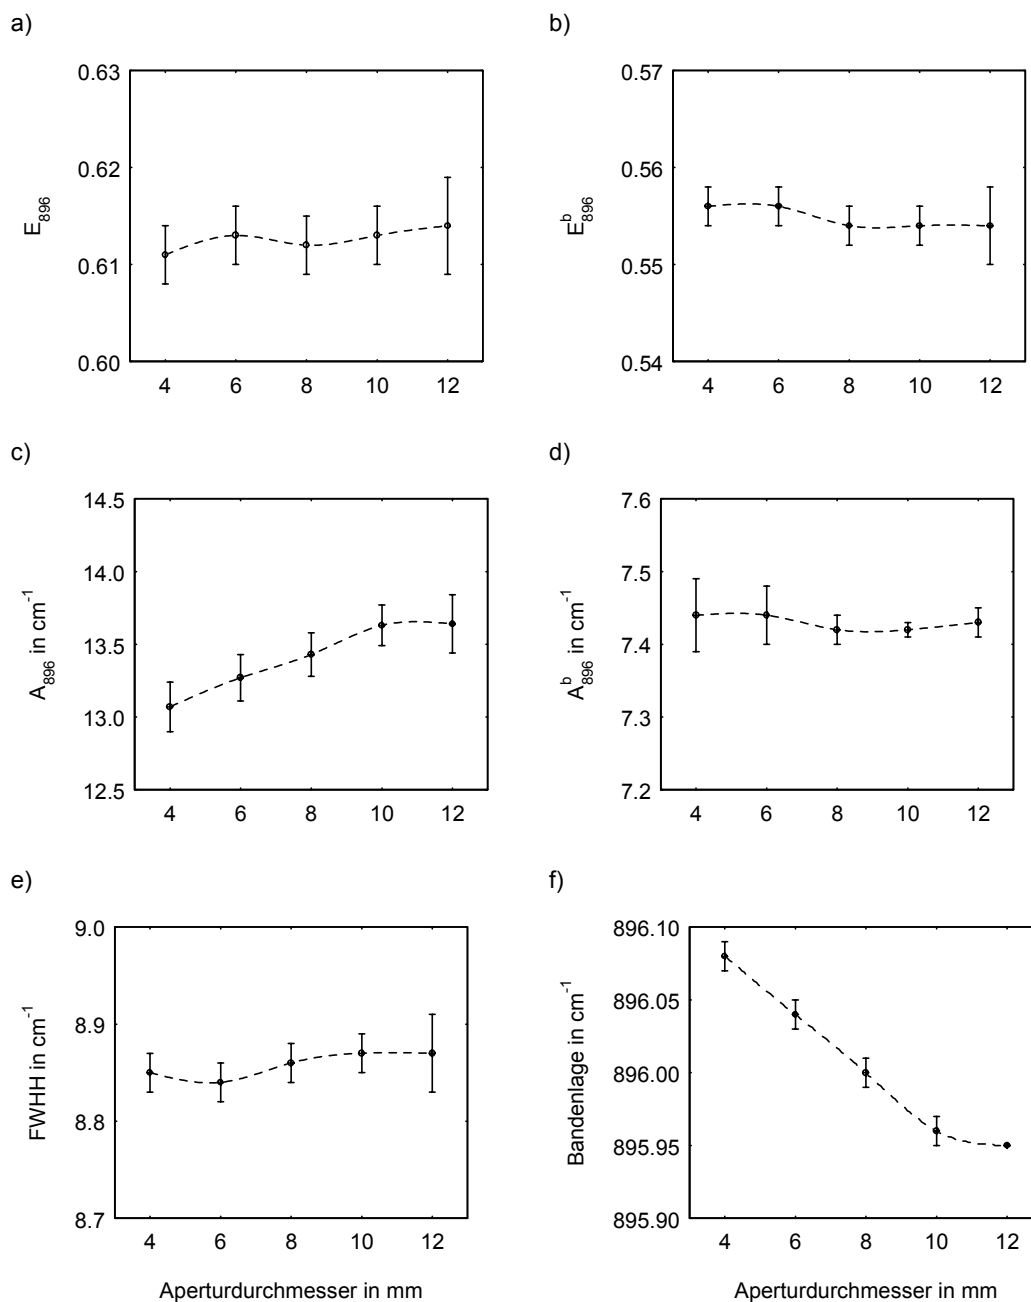 a)
0.63
0.62
0.61
0.60
E896
4 6 8 10 12
b)
0.57
0.56
0.55
0.54
E896b
4 6 8 10 12
c)
14.5
14.0
13.5
13.0
12.5
A896 in cm-1
4 6 8 10 12
d)
7.6
7.5
7.4
7.3
7.2
A896b in cm-1
4 6 8 10 12
e)
9.0
8.9
8.8
8.7
FWHH in cm-1
4 6 8 10 12
Aperturdurchmesser in mm
f)
896.10
896.05
896.00
895.95
895.90
Bandenlage in cm-1
4 6 8 10 12
Aperturdurchmesser in mm